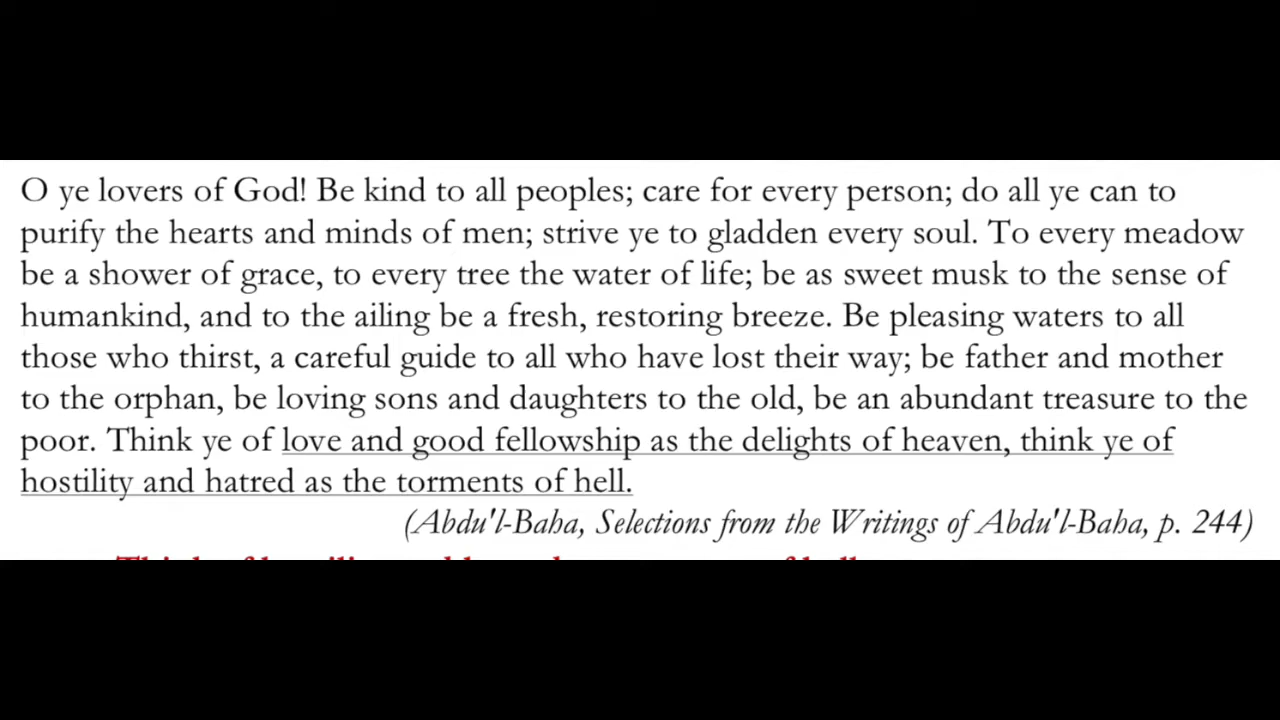 O ye lovers of God! Be kind to all peoples; care for every person; do all ye can to
purify the hearts and minds of men; strive ye to gladden every soul. To every meadow
be a shower of grace, to every tree the water of life; be as sweet musk to the sense of
humankind, and to the ailing be a fresh, restoring breeze. Be pleasing waters to all
those who thirst, a careful guide to all who have lost their way; be father and mother
to the orphan, be loving sons and daughters to the old, be an abundant treasure to the
poor. Think ye of love and good fellowship as the delights of heaven, think ye of
hostility and hatred as the torments of hell.
(Abdu'l-Baha, Selections from the Writings of Abdu'l-Baha, p. 244)